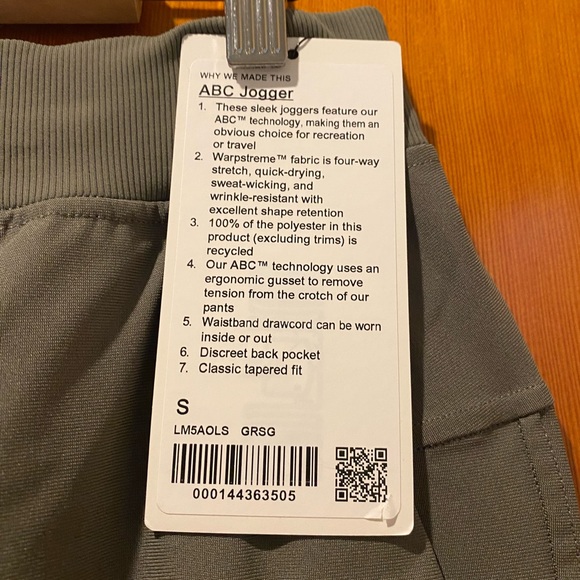 WHY WE MADE THIS
ABC Jogger
1. These sleek joggers feature our
ABC™ technology, making them an
obvious choice for recreation
or travel
2. Warpstreme™ fabric is four-way
stretch, quick-drying,
sweat-wicking, and
wrinkle-resistant with
excellent shape retention
3. 100% of the polyester in this
product (excluding trims) is
recycled
4. Our ABC™ technology uses an
ergonomic gusset to remove
tension from the crotch of our
pants
5. Waistband drawcord can be worn
inside or out
6. Discreet back pocket
7. Classic tapered fit
S
LM5AOLS GRSG
000144363505